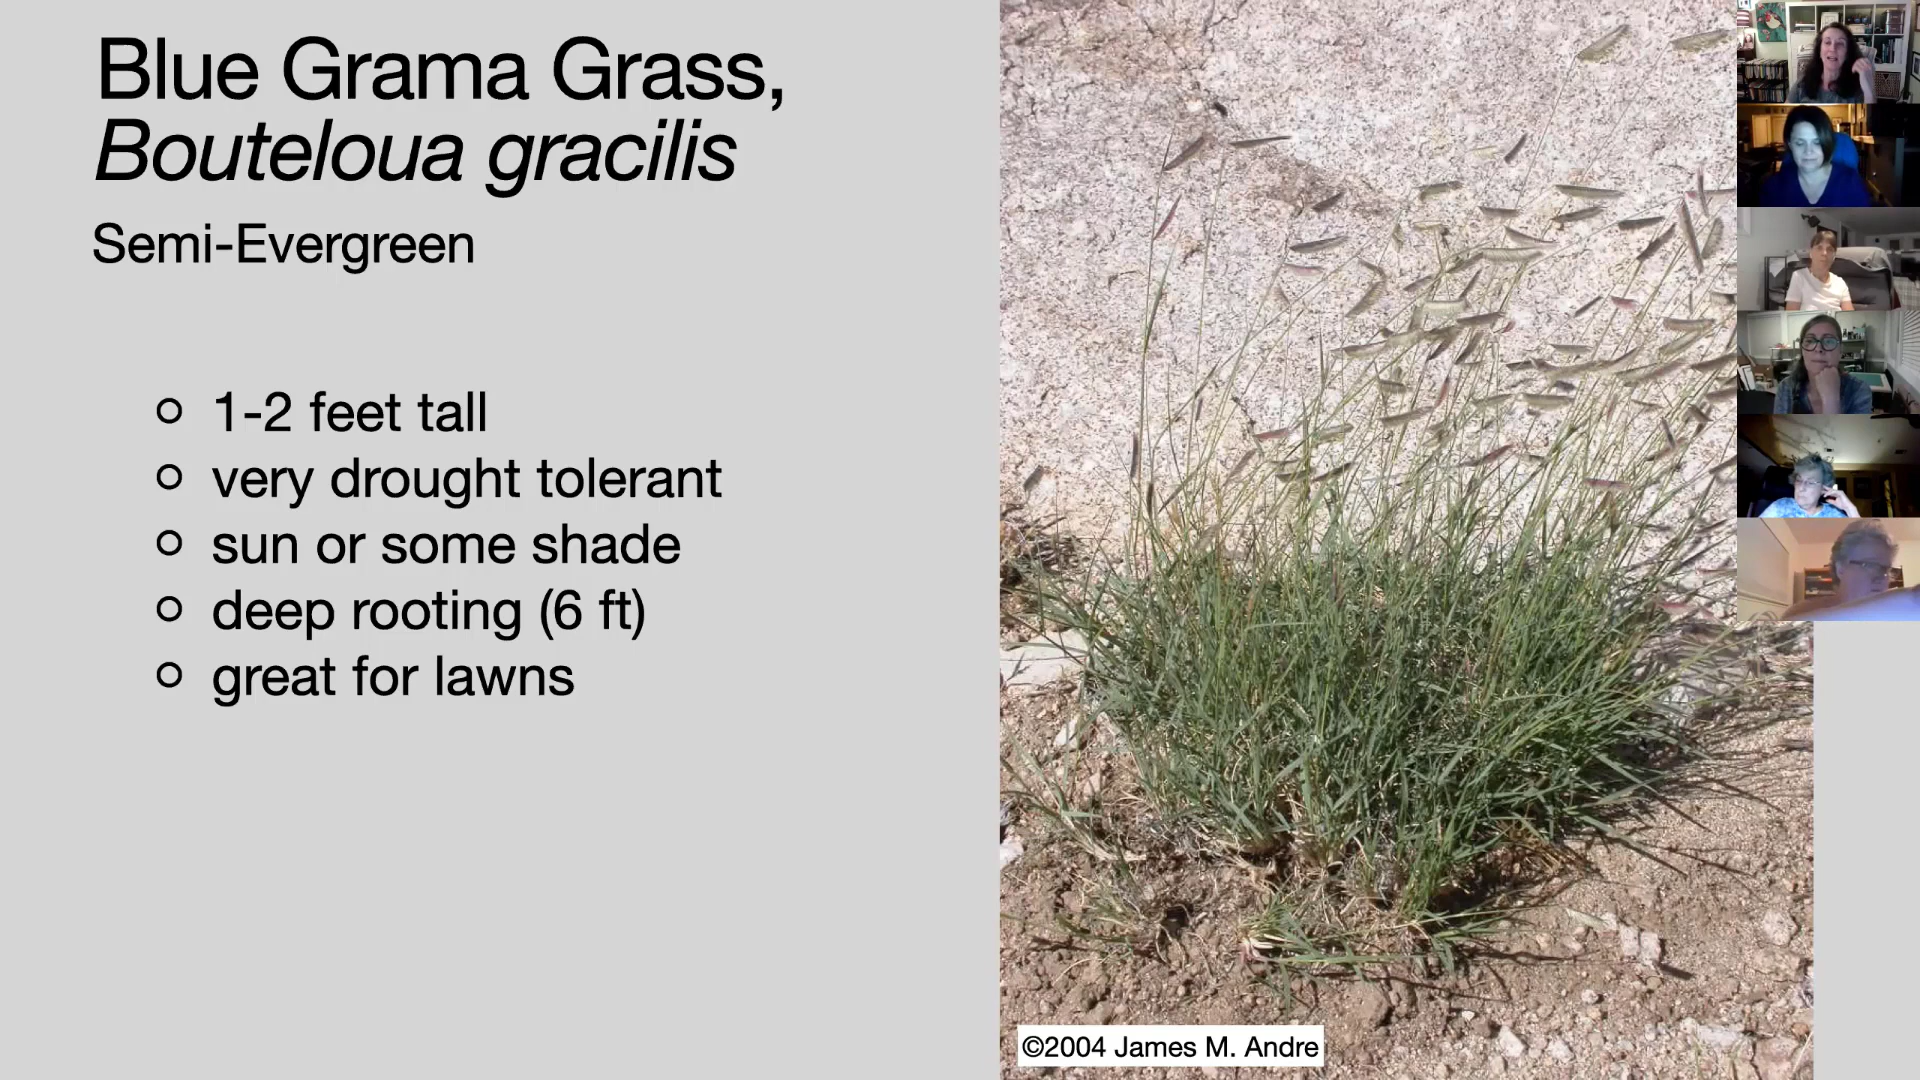 Blue Grama Grass,
Bouteloua gracilis
Semi-Evergreen
1-2 feet tall
very drought tolerant
sun or some shade
deep rooting (6 ft)
great for lawns
©2004 James M. Andre